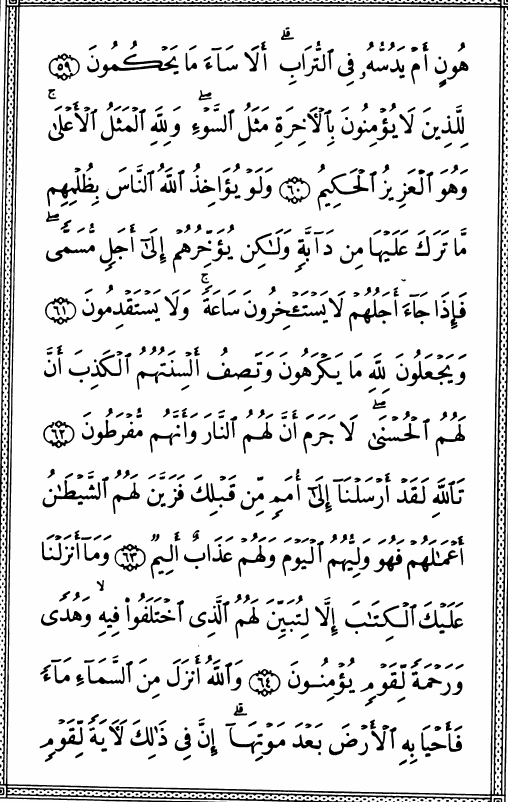 هُونٍ أَمْ يَدُسُّهُۥ فِى ٱلتُّرَابِ ۗ أَلَا سَآءَ مَا يَحْكُمُونَ ٥٩
لِلَّذِينَ لَا يُؤْمِنُونَ بِٱلْـَٔاخِرَةِ مَثَلُ ٱلسَّوْءِ ۖ وَلِلَّهِ ٱلْمَثَلُ ٱلْأَعْلَىٰ ۚ
وَهُوَ ٱلْعَزِيزُ ٱلْحَكِيمُ ٦٠ وَلَوْ يُؤَاخِذُ ٱللَّهُ ٱلنَّاسَ بِظُلْمِهِم
مَّا تَرَكَ عَلَيْهَا مِن دَآبَّةٍ وَلَـٰكِن يُؤَخِّرُهُمْ إِلَىٰٓ أَجَلٍ مُّسَمًّى ۖ
فَإِذَا جَآءَ أَجَلُهُمْ لَا يَسْتَـْٔخِرُونَ سَاعَةً ۚ وَلَا يَسْتَقْدِمُونَ ٦١
وَيَجْعَلُونَ لِلَّهِ مَا يَكْرَهُونَ وَتَصِفُ أَلْسِنَتُهُمُ ٱلْكَذِبَ أَنَّ
لَهُمُ ٱلْحُسْنَىٰ ۖ لَا جَرَمَ أَنَّ لَهُمُ ٱلنَّارَ وَأَنَّهُم مُّفْرَطُونَ ٦٢
تَٱللَّهِ لَقَدْ أَرْسَلْنَآ إِلَىٰٓ أُمَمٍ مِّن قَبْلِكَ فَزَيَّنَ لَهُمُ ٱلشَّيْطَـٰنُ
أَعْمَـٰلَهُمْ فَهُوَ وَلِيُّهُمُ ٱلْيَوْمَ وَلَهُمْ عَذَابٌ أَلِيمٌ ٦٣ وَمَآ أَنزَلْنَا
عَلَيْكَ ٱلْكِتَـٰبَ إِلَّا لِتُبَيِّنَ لَهُمُ ٱلَّذِى ٱخْتَلَفُوا۟ فِيهِ ۙ وَهُدًى
وَرَحْمَةً لِّقَوْمٍ يُؤْمِنُونَ ٦٤ وَٱللَّهُ أَنزَلَ مِنَ ٱلسَّمَآءِ مَآءً
فَأَحْيَا بِهِ ٱلْأَرْضَ بَعْدَ مَوْتِهَآ ۗ إِنَّ فِى ذَٰلِكَ لَـَٔايَةً لِّقَوْمٍ